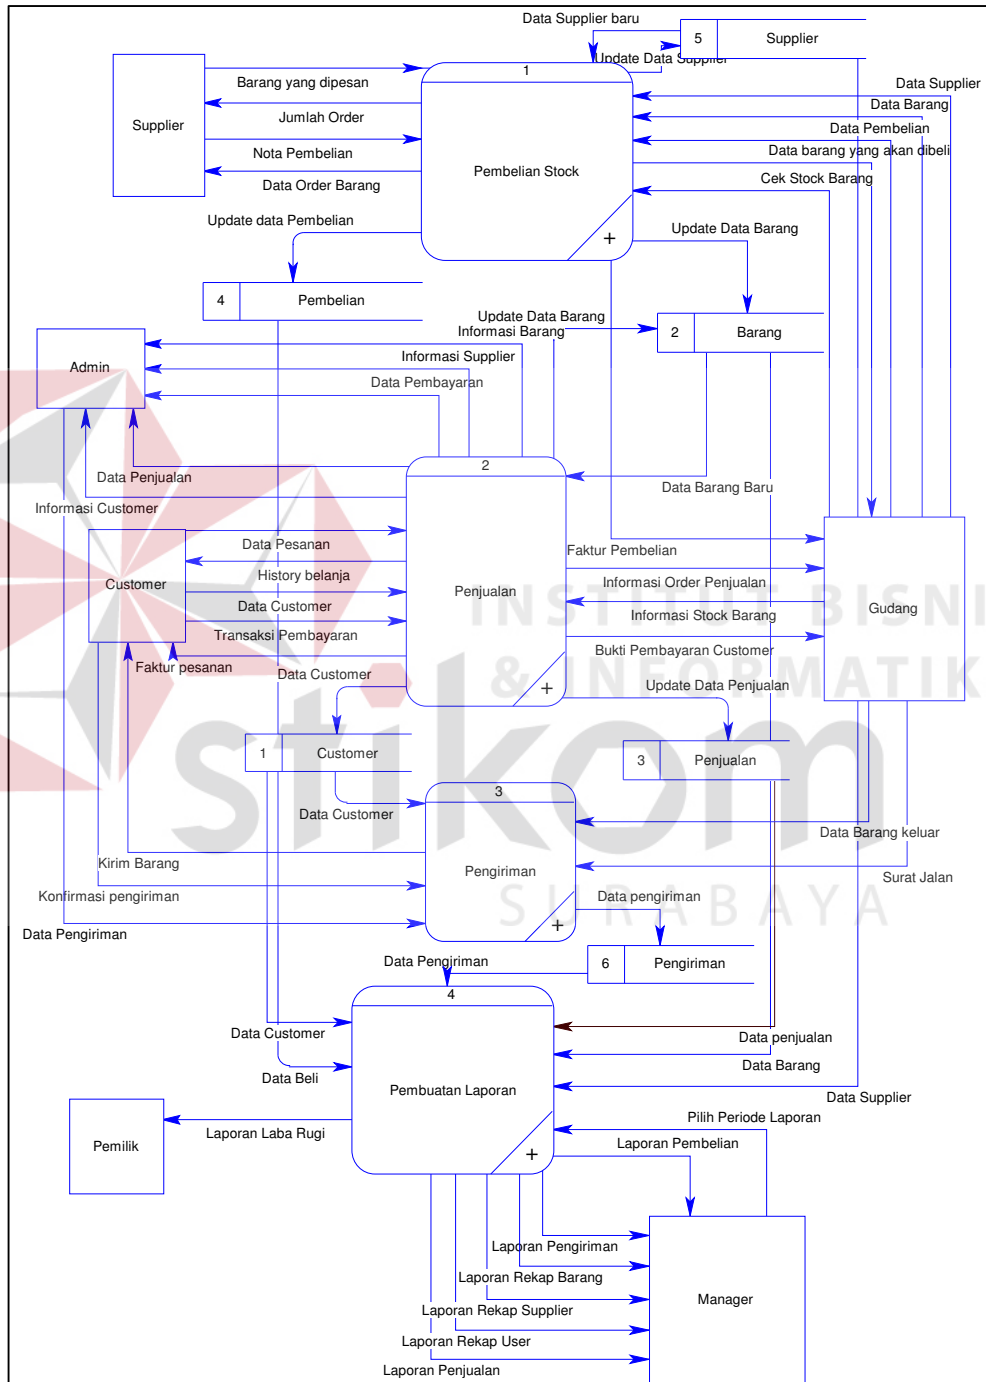 Data Supplier baru
5
Supplier
Update Data Supplier
1
Barang yang dipesan
Data Supplier
Data Barang
Jumlah Order
Supplier
Data Pembelian
Nota Pembelian
Data barang yang akan dibeli
Pembelian Stock
Cek Stock Barang
Data Order Barang
Update data Pembelian
Update Data Barang
+
4
Pembelian
Update Data Barang
Informasi Barang
2
Barang
Informasi Supplier
Admin
Data Pembayaran
2
Data Penjualan
Data Barang Baru
Informasi Customer
Data Pesanan
Faktur Pembelian
History belanja
Informasi Order Penjualan
Customer
Penjualan
Gudang
INSTITUT BISNI
Data Customer
Informasi Stock Barang
Transaksi Pembayaran
Bukti Pembayaran Customer
Faktur pesanan
Data Customer
& INFORMATIK
+
Update Data Penjualan
1
Customer
3
Penjualan
stikom
3
Data Customer
Data Barang keluar
Kirim Barang
Pengiriman
Surat Jalan
Konfirmasi pengiriman
Data pengiriman
SURABAYA
+
Data Pengiriman
Data Pengiriman
6
Pengiriman
4
Data Customer
Data penjualan
Data Barang
Data Beli
Pembuatan Laporan
Data Supplier
Pilih Periode Laporan
Laporan Laba Rugi
Pemilik
Laporan Pembelian
+
Laporan Pengiriman
Laporan Rekap Barang
Manager
Laporan Rekap Supplier
Laporan Rekap User
Laporan Penjualan